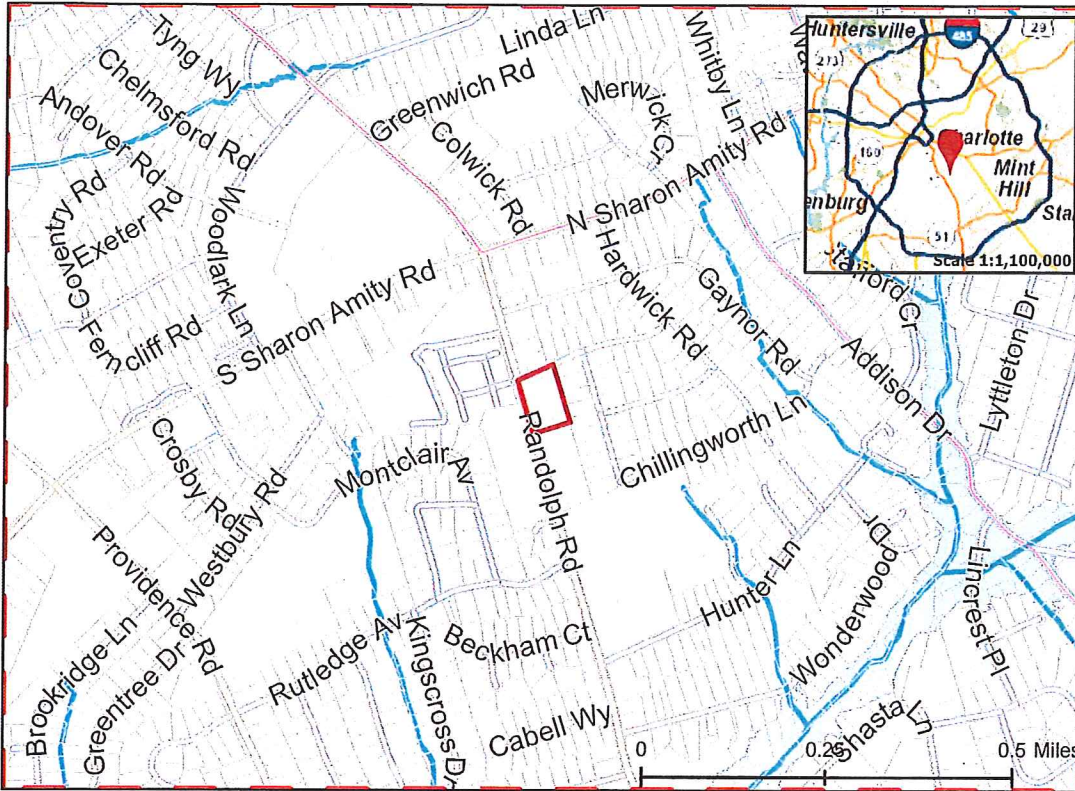 Tyng Wy
Linda Ln
Whitby Ln
Chelmsford Rd
Greenwich Rd
Merwick Cr
Andover Rd
Colwick Rd
N Sharon Amity Rd
Coventry Rd
Exeter Rd
Woodlark Ln
Ferncliff Rd
S Sharon Amity Rd
Hardwick Rd
Gaynor Rd
Addison Dr
Lyttleton Dr
Crosby Rd
Montclair Av
Randolph Rd
Chillingworth Ln
Westbury Rd
Providence Rd
Hunter Ln
Wonderwood Dr
Lincrest Pl
Brookridge Ln
Greentree Dr
Rutledge Av
Kingscross Dr
Beckham Ct
Cabell Wy
Shasta Ln
0
0.25
0.5 Miles
Huntersville
485
29
273
Charlotte
160
Mint
Hill
enburg
Sta
51
Scale 1:1,100,000